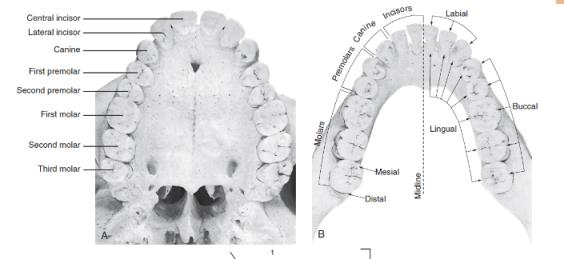 Central incisor
Lateral incisor
Canine
First premolar
Second premolar
First molar
Second molar
Third molar
A
Incisors
Canine
Premolars
Molars
Labial
Buccal
Lingual
Mesial
Distal
Midline
B
1